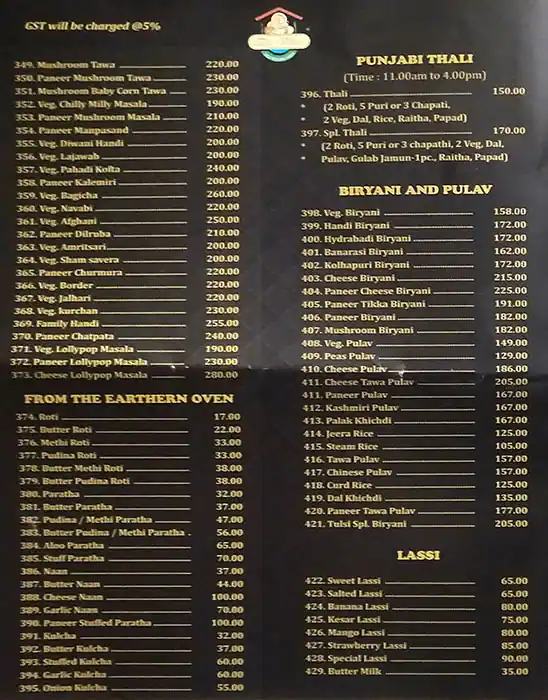 GST will be charged @5%
349. Mushroom Tawa 220.00
350. Paneer Mushroom Tawa 230.00
351. Mushroom Baby Corn Tawa 230.00
352. Veg. Chilly Milly Masala 190.00
353. Paneer Mushroom Masala 210.00
354. Paneer Manpasand 220.00
355. Veg. Diwani Handi 200.00
356. Veg. Lajawab 200.00
357. Veg. Pahadi Kofta 240.00
358. Paneer Kalemiri 200.00
359. Veg. Bagicha 260.00
360. Veg. Navabi 220.00
361. Veg. Afghani 250.00
362. Paneer Dilruba 210.00
363. Veg. Amritsari 200.00
364. Veg. Sham savera 200.00
365. Paneer Churmura 220.00
366. Veg. Border 220.00
367. Veg. Jalhari 220.00
368. Veg. kurchan 230.00
369. Family Handi 255.00
370. Paneer Chatpata 240.00
371. Veg. Lollypop Masala 190.00
372. Paneer Lollypop Masala 230.00
373. Cheese Lollypop Masala 280.00
FROM THE EARTHERN OVEN
374. Roti 17.00
375. Butter Roti 22.00
376. Methi Roti 33.00
377. Pudina Roti 33.00
378. Butter Methi Roti 38.00
379. Butter Pudina Roti 38.00
380. Paratha 32.00
381. Butter Paratha 37.00
382. Pudina / Methi Paratha 47.00
383. Butter Pudina / Methi Paratha . 56.00
384. Aloo Paratha 65.00
385. Stuff Paratha 70.00
386. Naan 37.00
387. Butter Naan 44.00
388. Cheese Naan 100.00
389. Garlic Naan 70.00
390. Paneer Stuffed Paratha 100.00
391. Kulcha 32.00
392. Butter Kulcha 37.00
393. Stuffed Kulcha 60.00
394. Garlic Kulcha 60.00
395. Onion Kulcha 55.00
PUNJABI THALI
(Time : 11.00am to 4.00pm)
396. Thali 150.00
* (2 Roti, 5 Puri or 3 Chapati,
* 2 Veg, Dal, Rice, Raitha, Papad)
397. Spl. Thali 170.00
* (2 Roti, 5 Puri or 3 chapathi, 2 Veg, Dal,
* Pulav, Gulab Jamun-1pc., Raitha, Papad)
BIRYANI AND PULAV
398. Veg. Biryani 158.00
399. Handi Biryani 172.00
400. Hydrabadi Biryani 172.00
401. Banarasi Biryani 162.00
402. Kolhapuri Biryani 172.00
403. Cheese Biryani 215.00
404. Paneer Cheese Biryani 225.00
405. Paneer Tikka Biryani 191.00
406. Paneer Biryani 182.00
407. Mushroom Biryani 182.00
408. Veg. Pulav 149.00
409. Peas Pulav 129.00
410. Cheese Pulav 186.00
411. Cheese Tawa Pulav 205.00
411. Paneer Pulav 167.00
412. Kashmiri Pulav 167.00
413. Palak Khichdi 167.00
414. Jeera Rice 125.00
415. Steam Rice 105.00
416. Tawa Pulav 157.00
417. Chinese Pulav 157.00
418. Curd Rice 125.00
419. Dal Khichdi 135.00
420. Paneer Tawa Pulav 177.00
421. Tulsi Spl. Biryani 205.00
LASSI
422. Sweet Lassi 65.00
423. Salted Lassi 65.00
424. Banana Lassi 80.00
425. Kesar Lassi 75.00
426. Mango Lassi 80.00
427. Strawberry Lassi 85.00
428. Special Lassi 90.00
429. Butter Milk 35.00